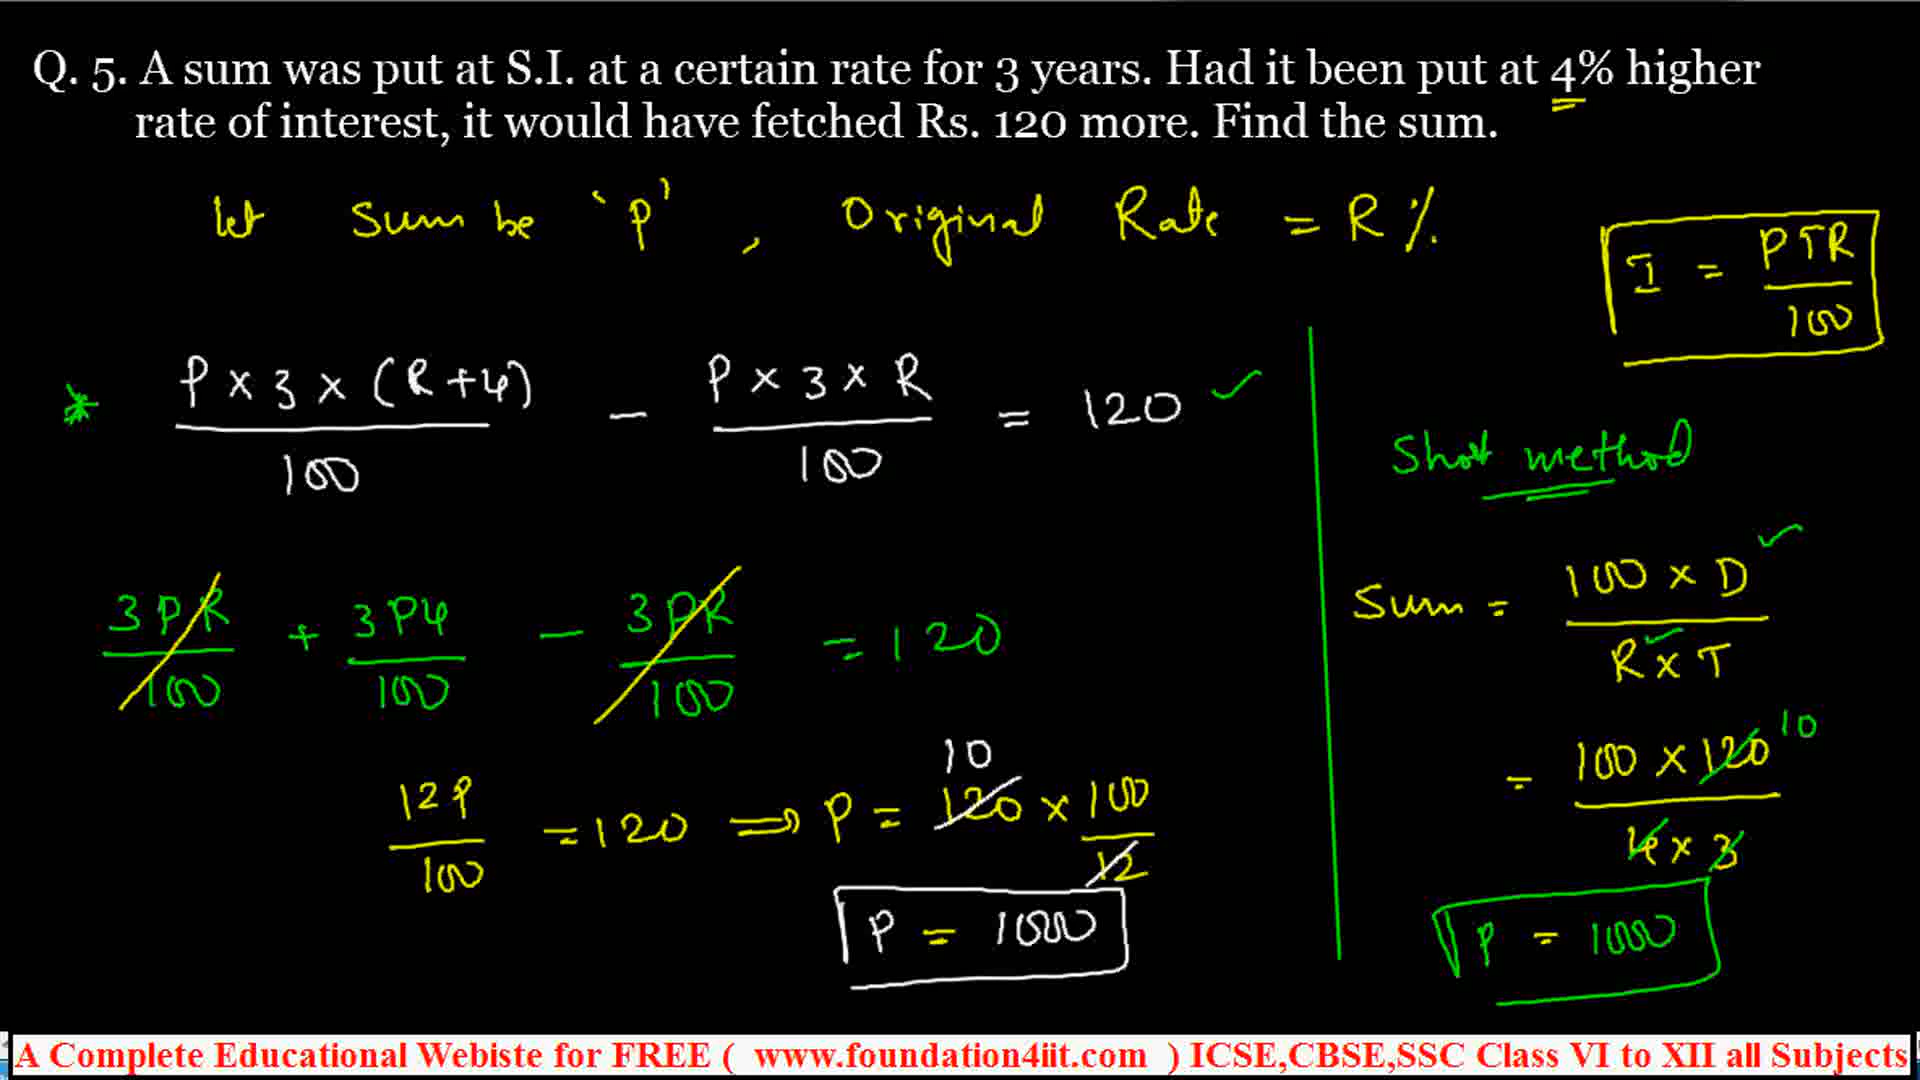 Q. 5. A sum was put at S.I. at a certain rate for 3 years. Had it been put at 4% higher
rate of interest, it would have fetched Rs. 120 more. Find the sum.
let sum be 'P', Original Rate = R%.
I = PTR/100
* P × 3 × (R+4)/100 − P × 3 × R/100 = 120 ✓
3PR/100 + 3P4/100 − 3PR/100 = 120
12P/100 = 120 ⇒ P = 120 × 100/12
10
P = 1000
Short method
Sum = 100 × D/R × T
= 100 × 120/4 × 3
10
P = 1000
A Complete Educational Webiste for FREE ( www.foundation4iit.com ) ICSE,CBSE,SSC Class VI to XII all Subjects